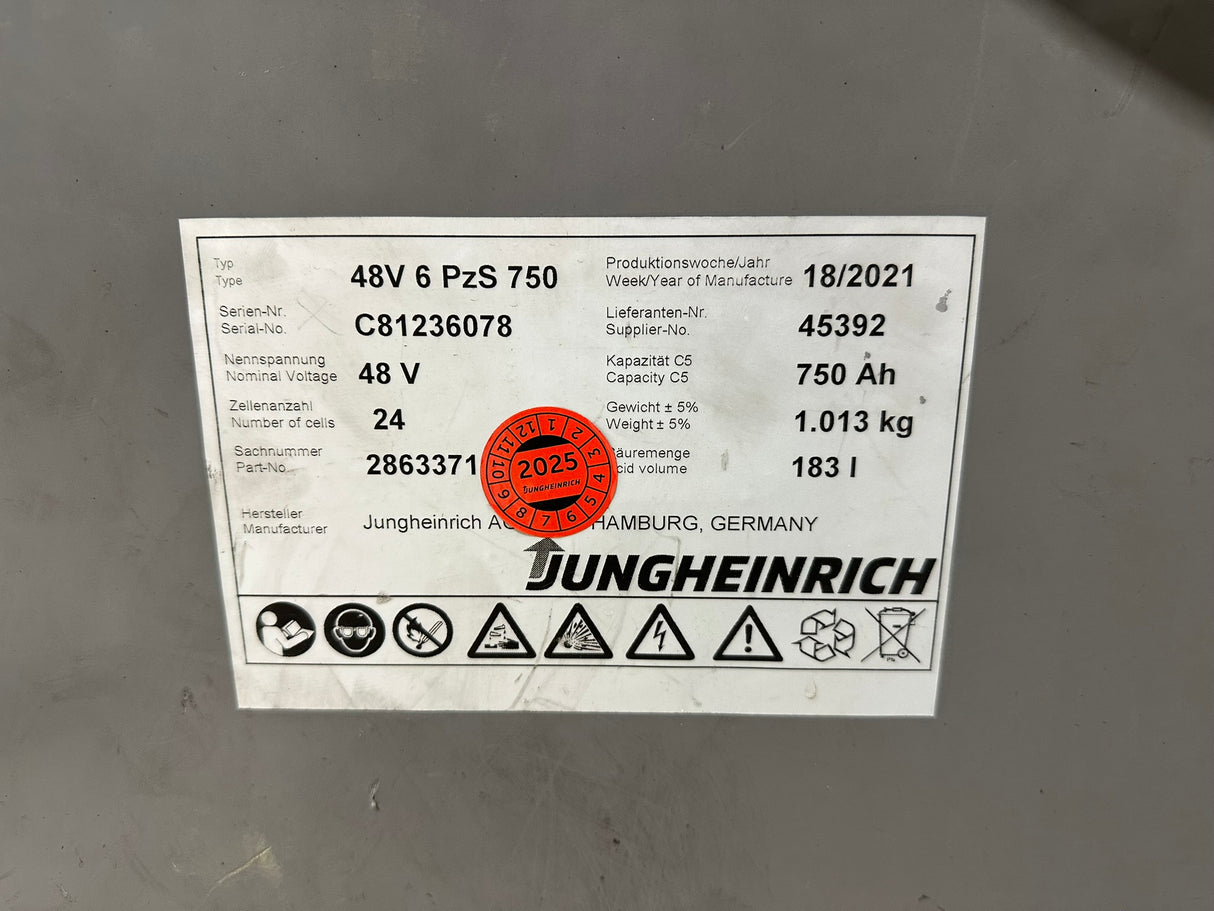 Typ
Type
48V 6 PzS 750
Produktionswoche/Jahr
Week/Year of Manufacture
18/2021
Serien-Nr.
Serial-No.
C81236078
Lieferanten-Nr.
Supplier-No.
45392
Nennspannung
Nominal Voltage
48 V
Kapazität C5
Capacity C5
750 Ah
Zellenanzahl
Number of cells
24
Gewicht ± 5%
Weight ± 5%
1.013 kg
Sachnummer
Part-No.
2863371
volume
183 l
Hersteller
Manufacturer
Jungheinrich HAMBURG, GERMANY
1 2 3 4 5 6 7 8 9 10 11 12
2025
JUNGHEINRICH
JUNGHEINRICH